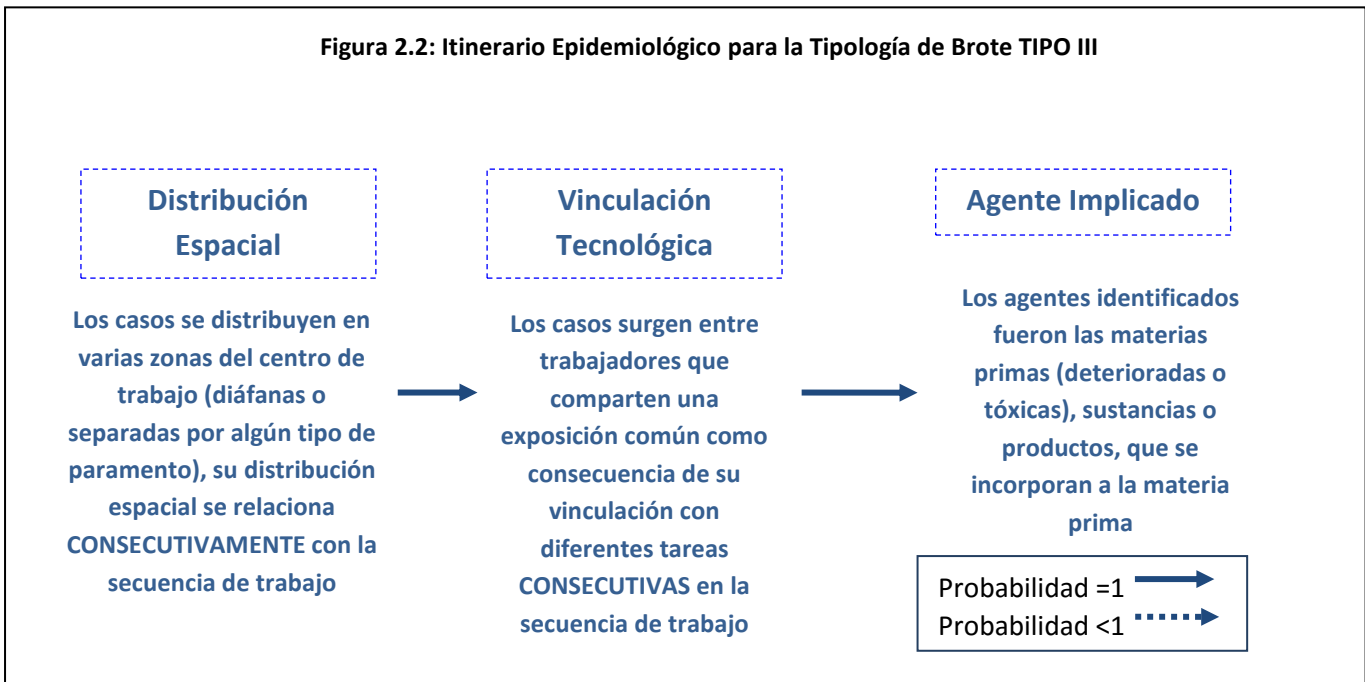 Figura 2.2: Itinerario Epidemiológico para la Tipología de Brote TIPO III
Distribución
Espacial
Los casos se distribuyen en
varias zonas del centro de
trabajo (diáfanas o
separadas por algún tipo de
paramento), su distribución
espacial se relaciona
CONSECUTIVAMENTE con la
secuencia de trabajo
Vinculación
Tecnológica
Los casos surgen entre
trabajadores que
comparten una
exposición común como
consecuencia de su
vinculación con
diferentes tareas
CONSECUTIVAS en la
secuencia de trabajo
Agente Implicado
Los agentes identificados
fueron las materias
primas (deterioradas o
tóxicas), sustancias o
productos, que se
incorporan a la materia
prima
Probabilidad =1
Probabilidad <1